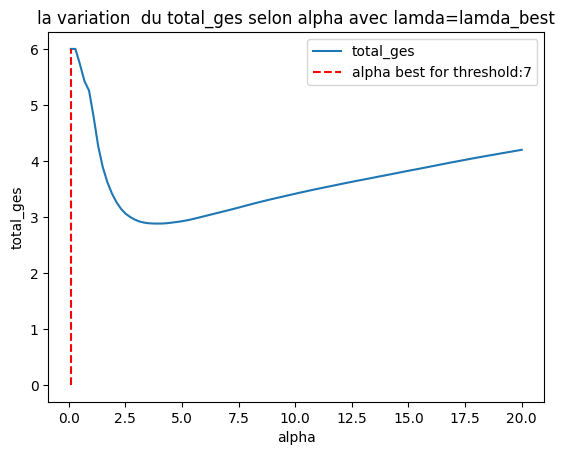 la variation  du total_ges selon alpha avec lamda=lamda_best
total_ges
alpha best for threshold:7
6
5
4
3
2
1
0
total_ges
0.0 2.5 5.0 7.5 10.0 12.5 15.0 17.5 20.0
alpha